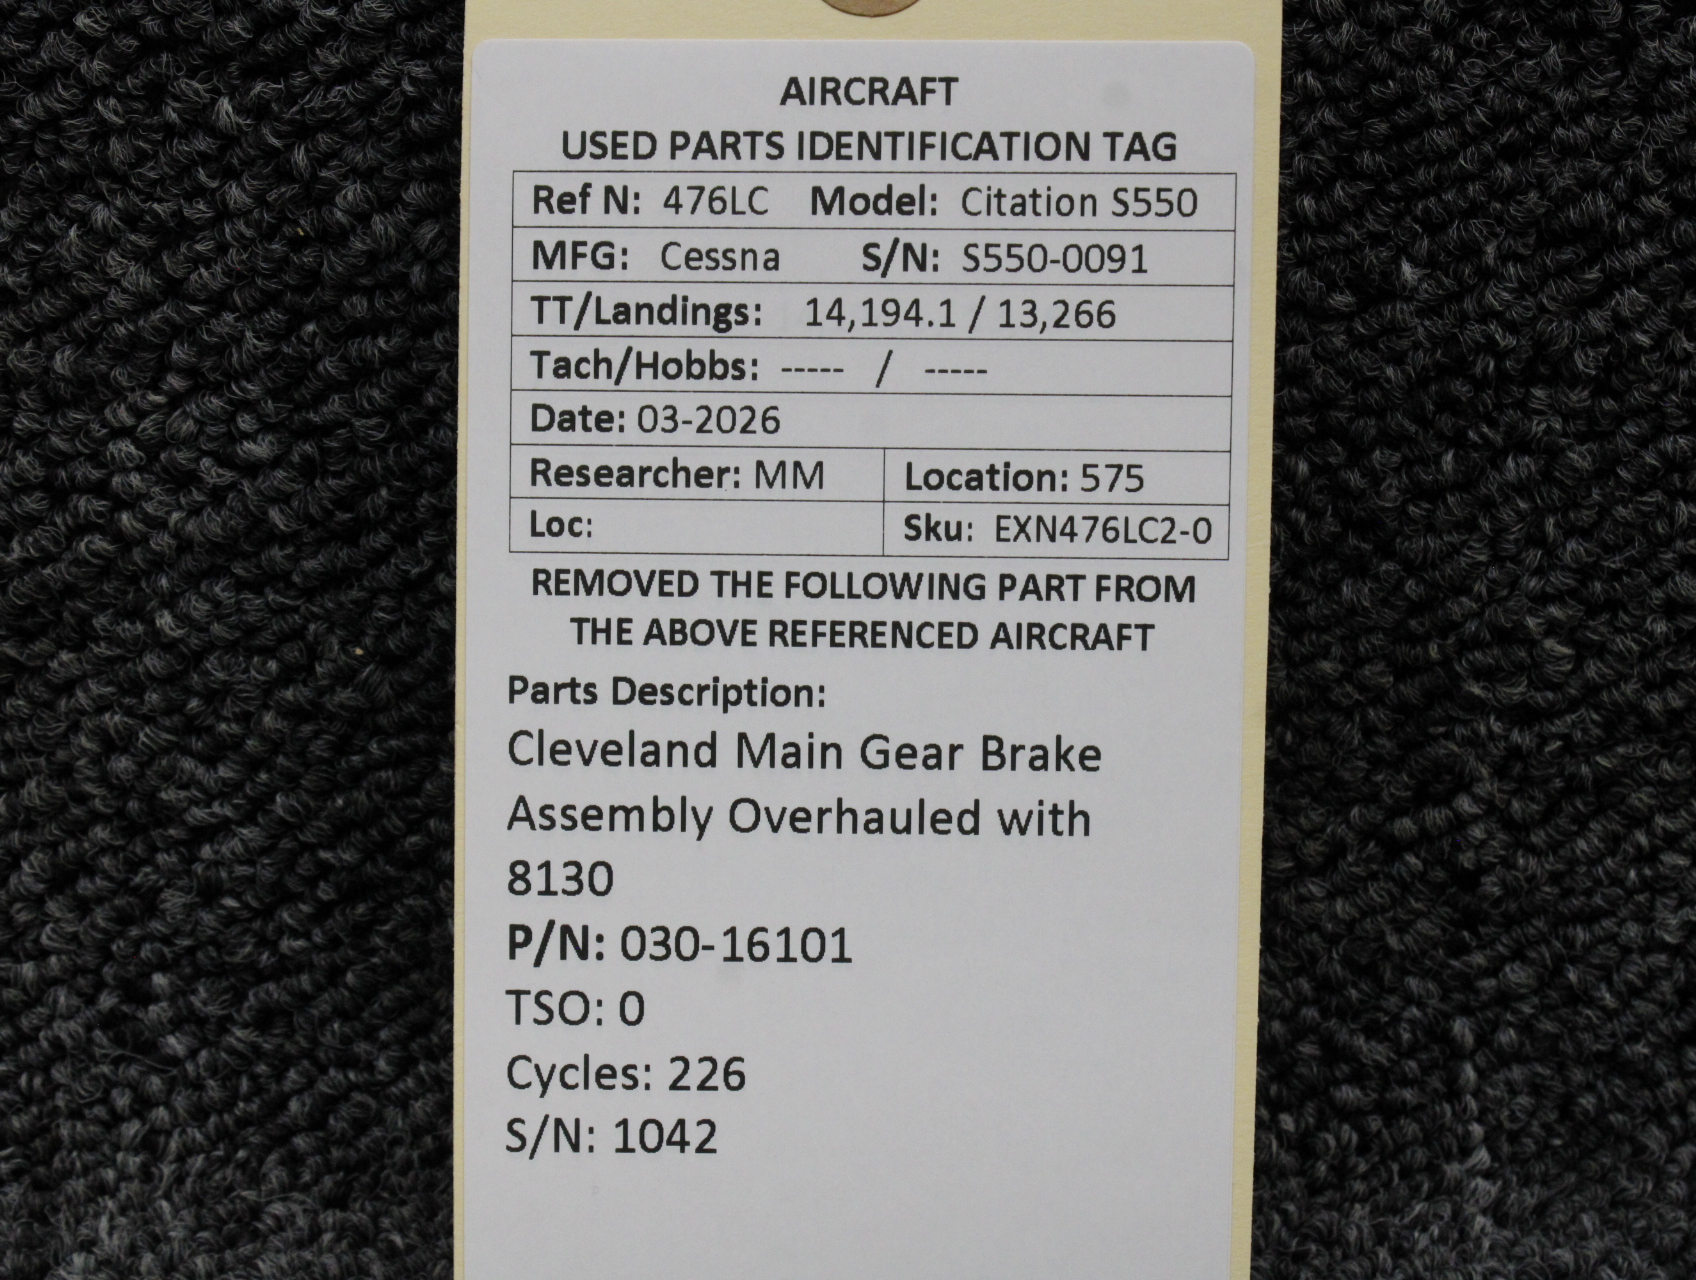 AIRCRAFT
USED PARTS IDENTIFICATION TAG
Ref N: 476LC Model: Citation S550
MFG: Cessna S/N: S550-0091
TT/Landings: 14,194.1 / 13,266
Tach/Hobbs: ----- / -----
Date: 03-2026
Researcher: MM Location: 575
Loc: Sku: EXN476LC2-0
REMOVED THE FOLLOWING PART FROM
THE ABOVE REFERENCED AIRCRAFT
Parts Description:
Cleveland Main Gear Brake
Assembly Overhauled with
8130
P/N: 030-16101
TSO: 0
Cycles: 226
S/N: 1042